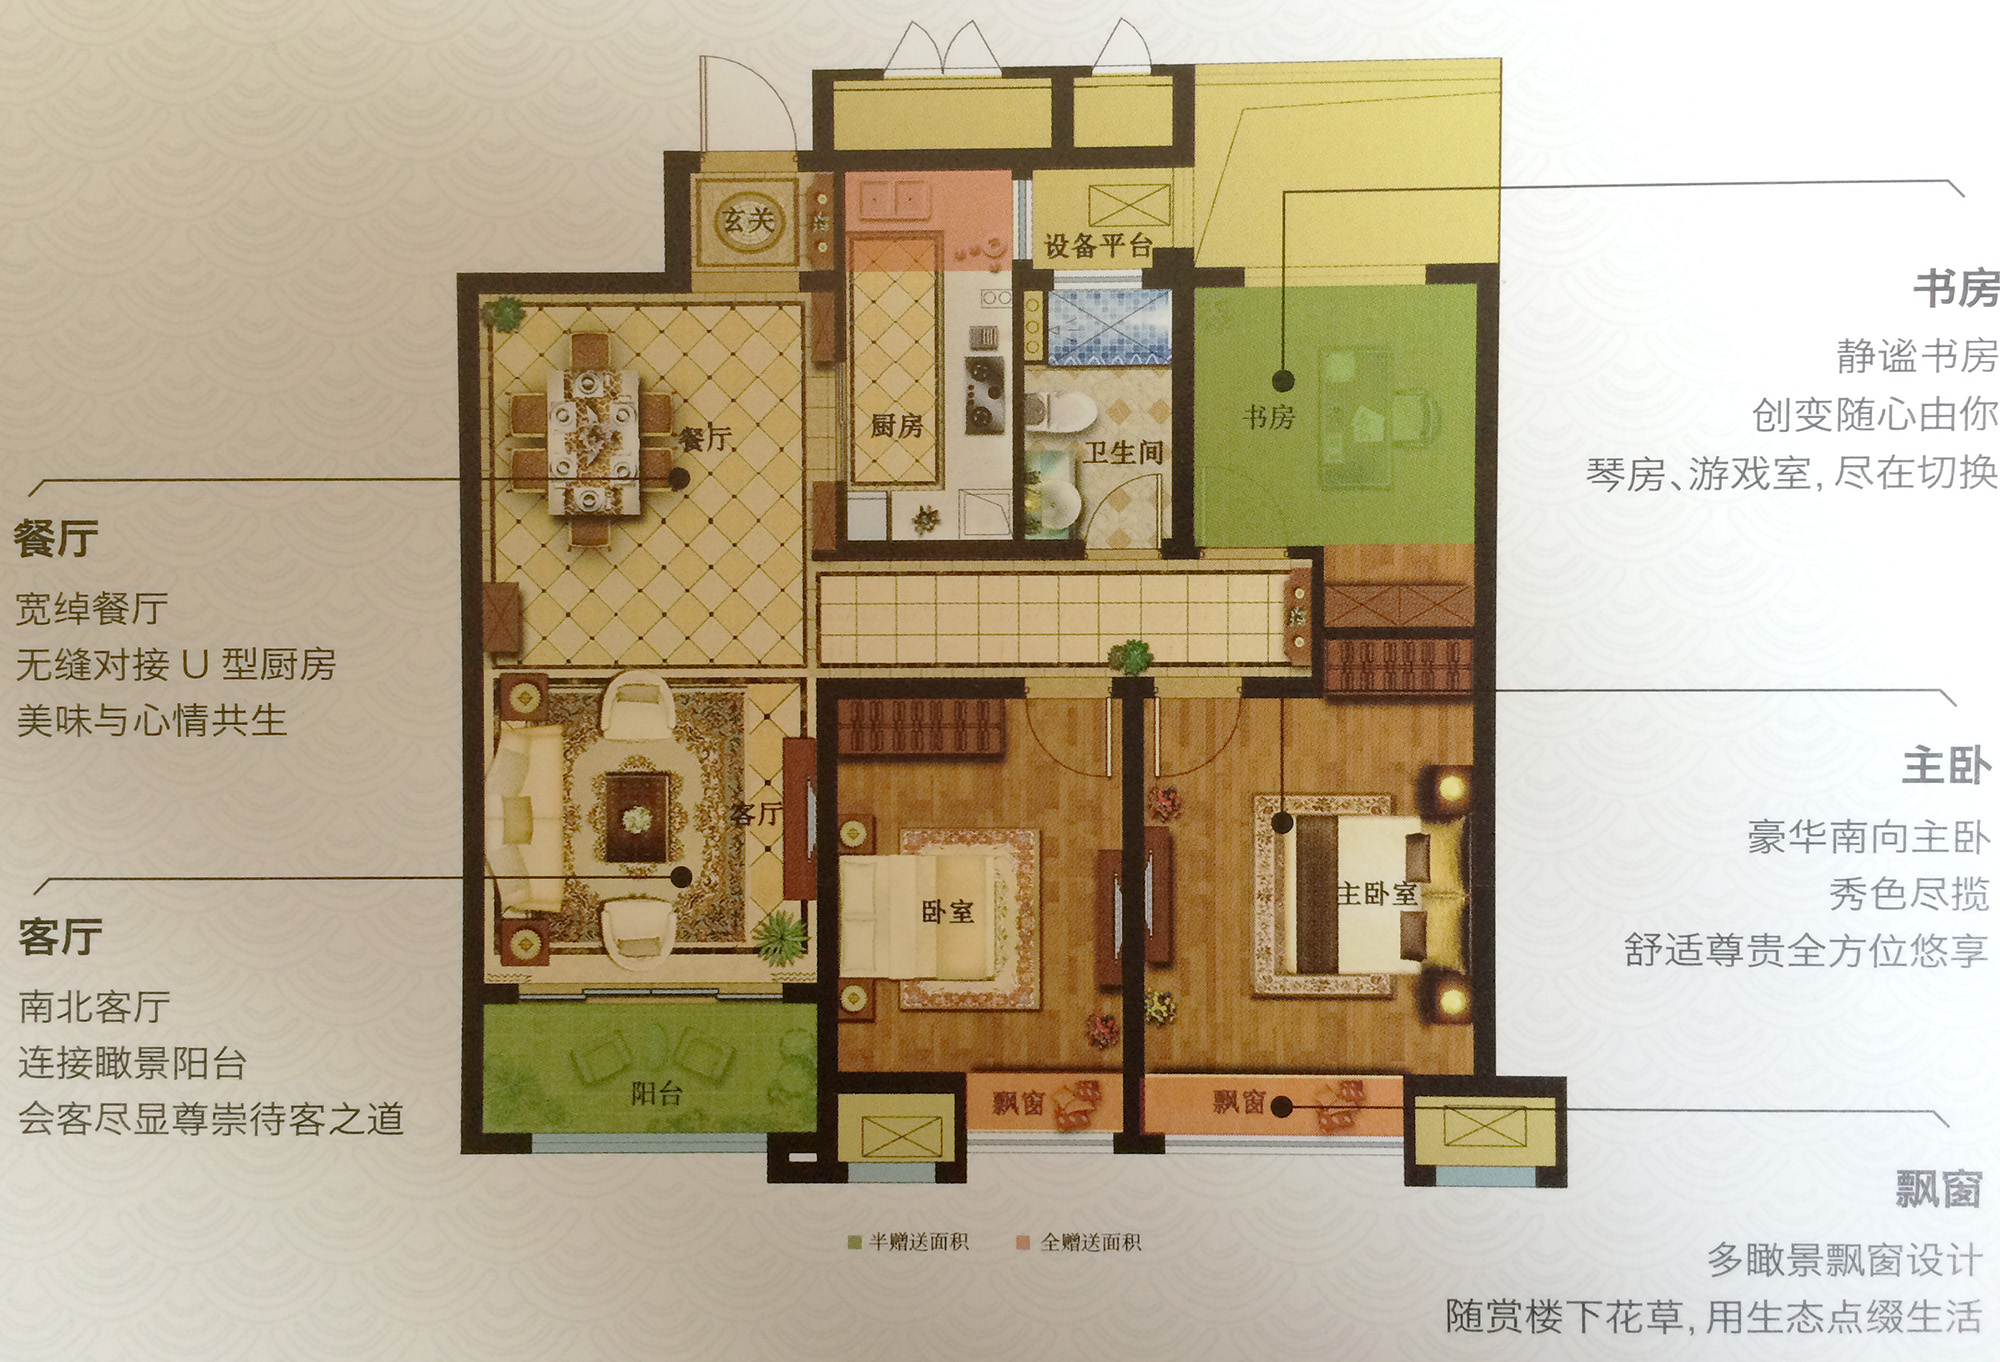 玄关
设备平台
厨房
餐厅
卫生间
书房
客厅
卧室
主卧室
阳台
飘窗
飘窗
餐厅
宽绰餐厅
无缝对接 U 型厨房
美味与心情共生
客厅
南北客厅
连接瞰景阳台
会客尽显尊崇待客之道
书房
静谧书房
创变随心由你
琴房、游戏室, 尽在切换
主卧
豪华南向主卧
秀色尽揽
舒适尊贵全方位悠享
飘窗
多瞰景飘窗设计
随赏楼下花草, 用生态点缀生活
半赠送面积 全赠送面积